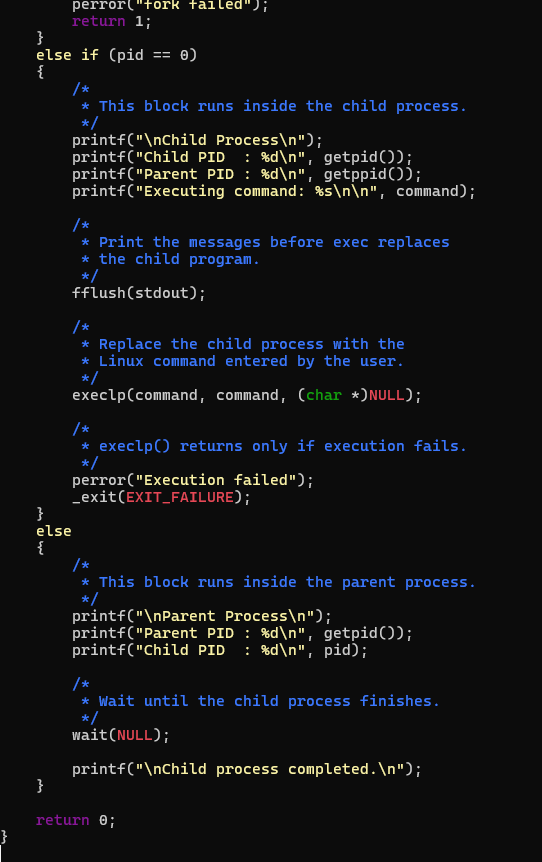 perror("fork failed");
        return 1;
    }
    else if (pid == 0)
    {
        /*
         * This block runs inside the child process.
         */
        printf("\nChild Process\n");
        printf("Child PID  : %d\n", getpid());
        printf("Parent PID : %d\n", getppid());
        printf("Executing command: %s\n\n", command);

        /*
         * Print the messages before exec replaces
         * the child program.
         */
        fflush(stdout);

        /*
         * Replace the child process with the
         * Linux command entered by the user.
         */
        execlp(command, command, (char *)NULL);

        /*
         * execlp() returns only if execution fails.
         */
        perror("Execution failed");
        _exit(EXIT_FAILURE);
    }
    else
    {
        /*
         * This block runs inside the parent process.
         */
        printf("\nParent Process\n");
        printf("Parent PID : %d\n", getpid());
        printf("Child PID  : %d\n", pid);

        /*
         * Wait until the child process finishes.
         */
        wait(NULL);

        printf("\nChild process completed.\n");
    }

    return 0;
}